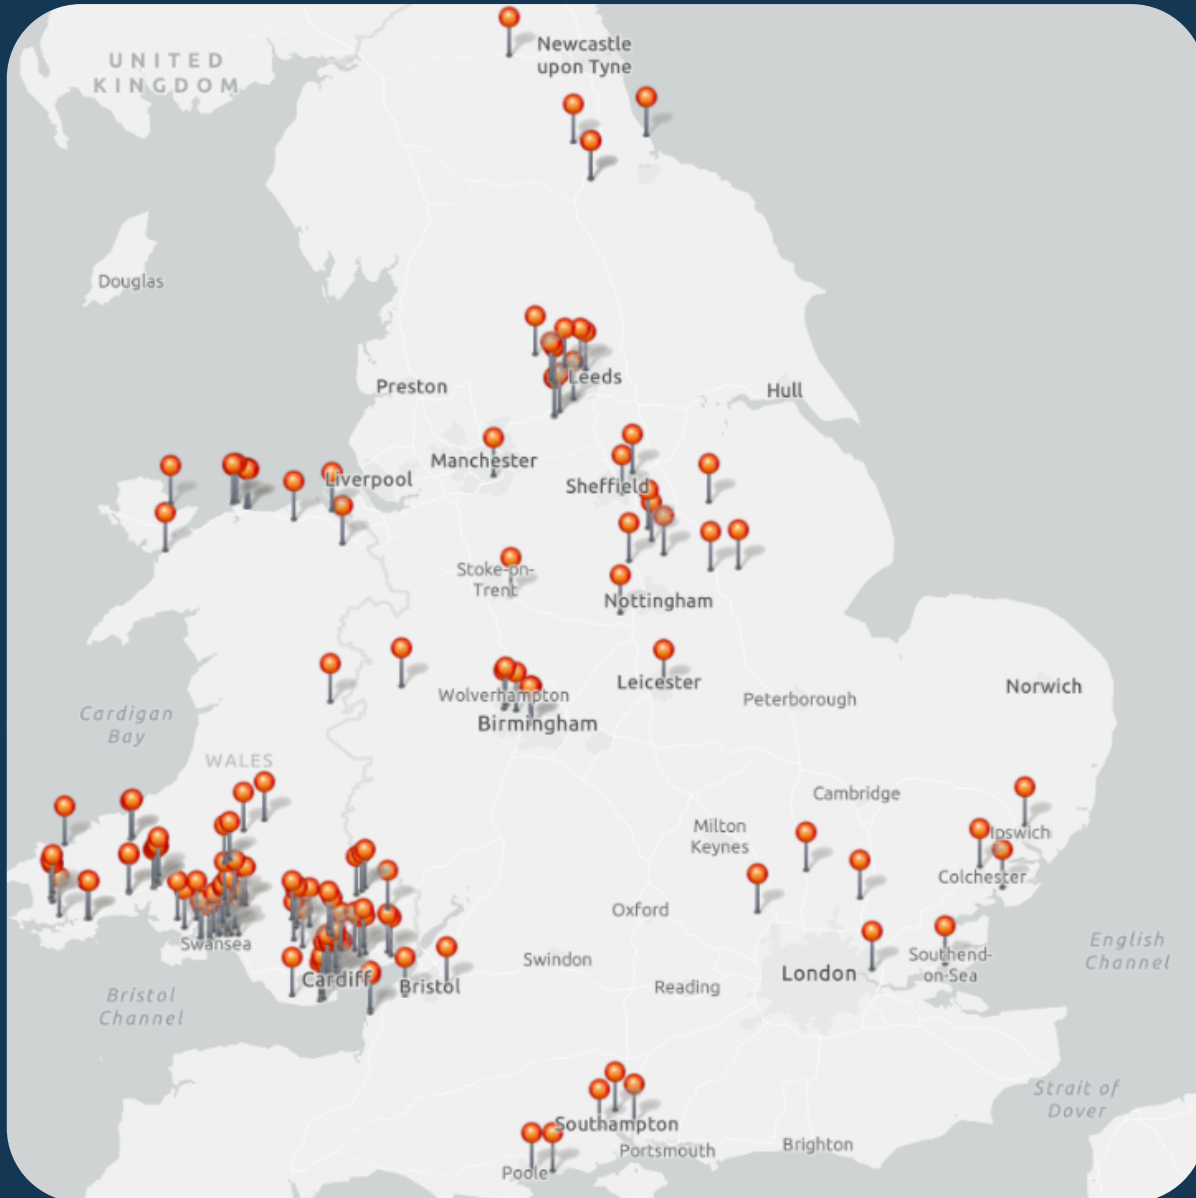 UNITED
KINGDOM
Newcastle
upon Tyne
Douglas
Preston
Leeds
Hull
Manchester
Liverpool
Sheffield
Stoke-on-
Trent
Nottingham
Leicester
Wolverhampton
Birmingham
Peterborough
Norwich
Cardigan
Bay
WALES
Cambridge
Milton
Keynes
Ipswich
Colchester
Oxford
Swansea
Swindon
London
Southend-
on-Sea
English
Channel
Cardiff
Bristol
Reading
Bristol
Channel
Strait of
Dover
Southampton
Portsmouth
Brighton
Poole